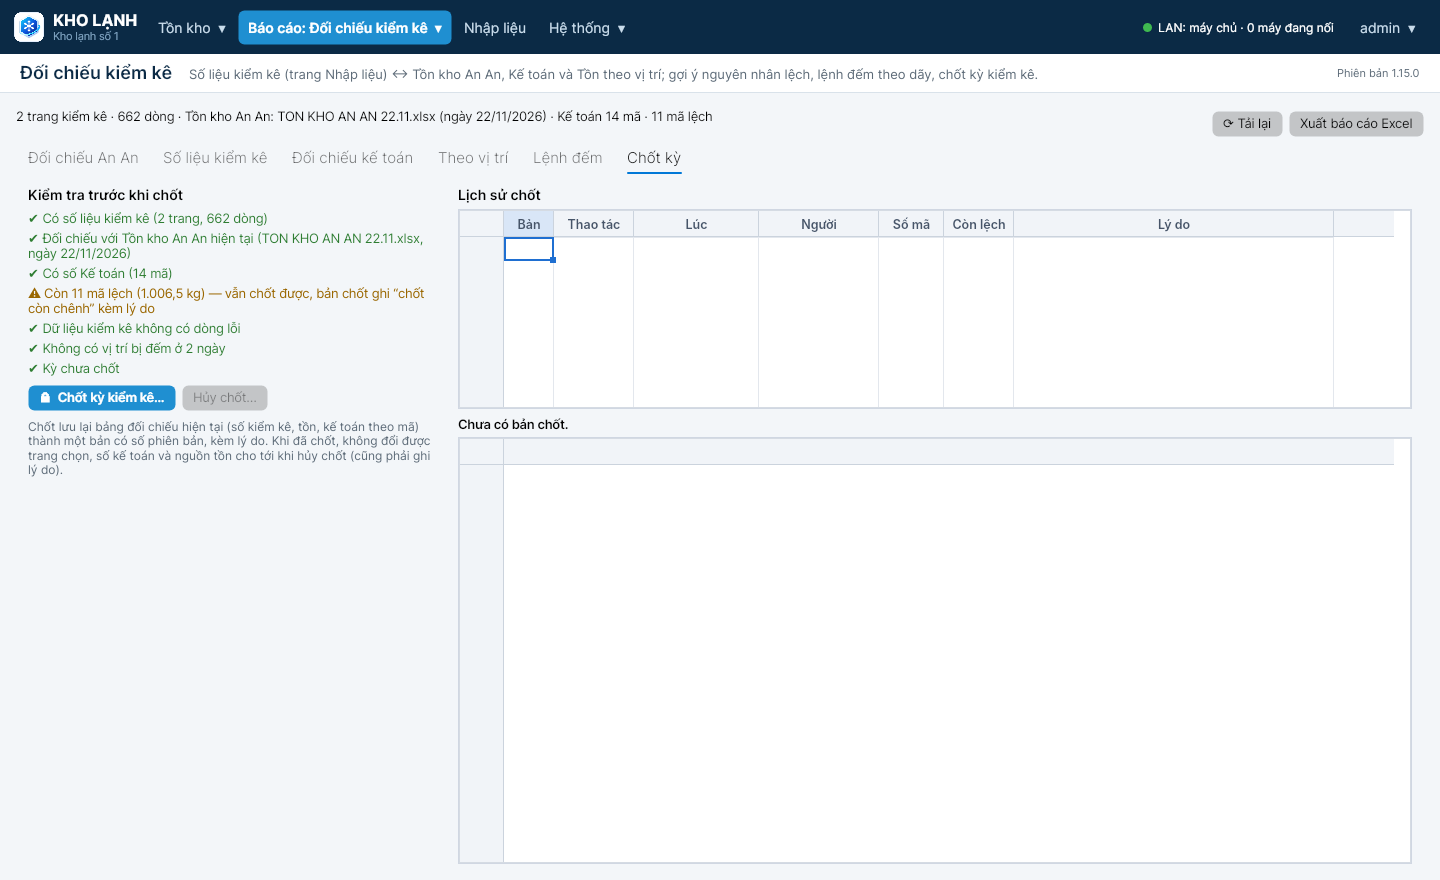 KHO LẠNH
Kho lạnh số 1
Tồn kho ▾
Báo cáo: Đối chiếu kiểm kê ▾
Nhập liệu
Hệ thống ▾
LAN: máy chủ · 0 máy đang nối
admin ▾
Đối chiếu kiểm kê
Số liệu kiểm kê (trang Nhập liệu) ↔ Tồn kho An An, Kế toán và Tồn theo vị trí; gợi ý nguyên nhân lệch, lệnh đếm theo dãy, chốt kỳ kiểm kê.
Phiên bản 1.15.0
2 trang kiểm kê · 662 dòng · Tồn kho An An: TON KHO AN AN 22.11.xlsx (ngày 22/11/2026) · Kế toán 14 mã · 11 mã lệch
⟳ Tải lại
Xuất báo cáo Excel
Đối chiếu An An
Số liệu kiểm kê
Đối chiếu kế toán
Theo vị trí
Lệnh đếm
Chốt kỳ
Kiểm tra trước khi chốt
✔ Có số liệu kiểm kê (2 trang, 662 dòng)
✔ Đối chiếu với Tồn kho An An hiện tại (TON KHO AN AN 22.11.xlsx,
ngày 22/11/2026)
✔ Có số Kế toán (14 mã)
⚠ Còn 11 mã lệch (1.006,5 kg) — vẫn chốt được, bản chốt ghi “chốt
còn chênh” kèm lý do
✔ Dữ liệu kiểm kê không có dòng lỗi
✔ Không có vị trí bị đếm ở 2 ngày
✔ Kỳ chưa chốt
Chốt kỳ kiểm kê...
Hủy chốt...
Chốt lưu lại bảng đối chiếu hiện tại (số kiểm kê, tồn, kế toán theo mã)
thành một bản có số phiên bản, kèm lý do. Khi đã chốt, không đổi được
trang chọn, số kế toán và nguồn tồn cho tới khi hủy chốt (cũng phải ghi
lý do).
Lịch sử chốt
Bản
Thao tác
Lúc
Người
Số mã
Còn lệch
Lý do
Chưa có bản chốt.